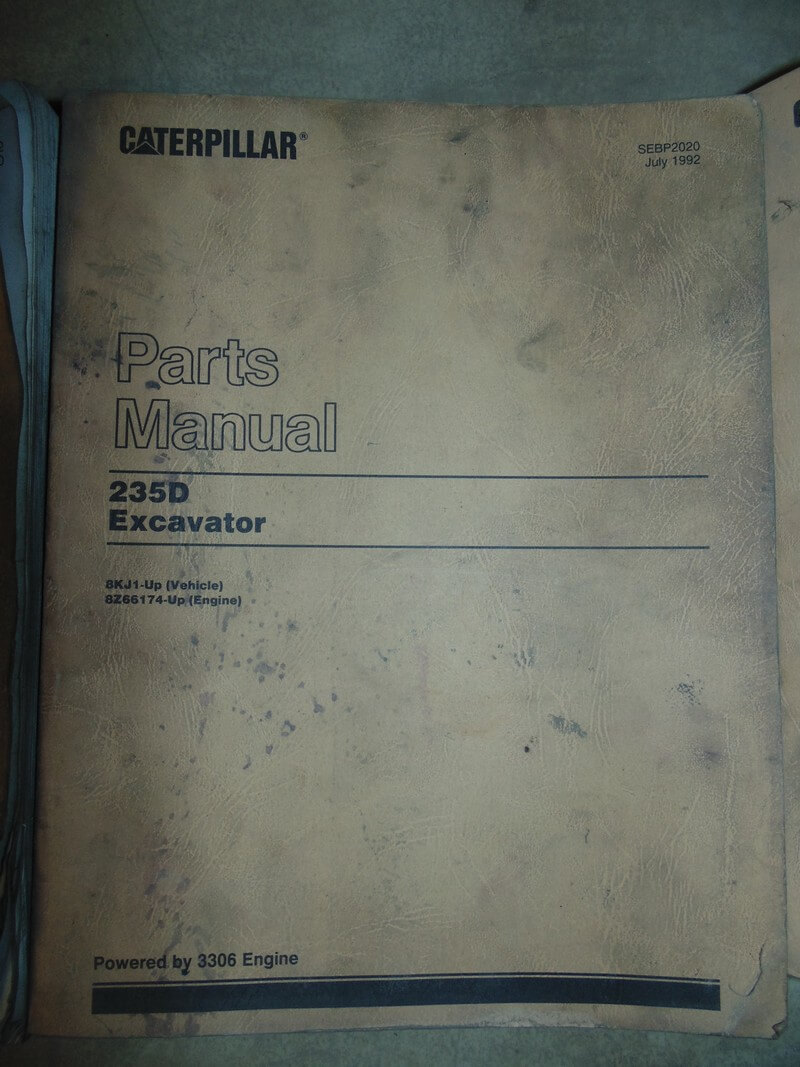 CATERPILLAR®
SEBP2020
July 1992
Parts
Manual
235D
Excavator
8KJ1-Up (Vehicle)
8Z66174-Up (Engine)
Powered by 3306 Engine